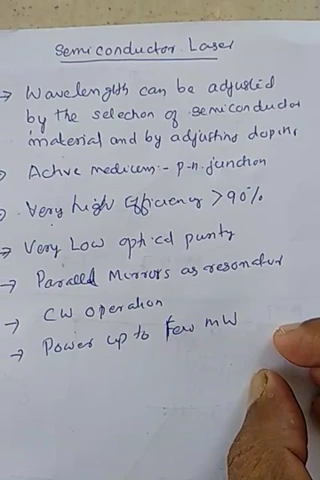 Semiconductor Laser
→ Wavelength can be adjusted
by the selection of semiconductor
material and by adjusting doping
→ Active medium:- p-n junction
→ Very high Efficiency > 90%
→ Very Low optical purity
→ Parallel Mirrors as resonator
→ CW operation
→ Power up to Few mW